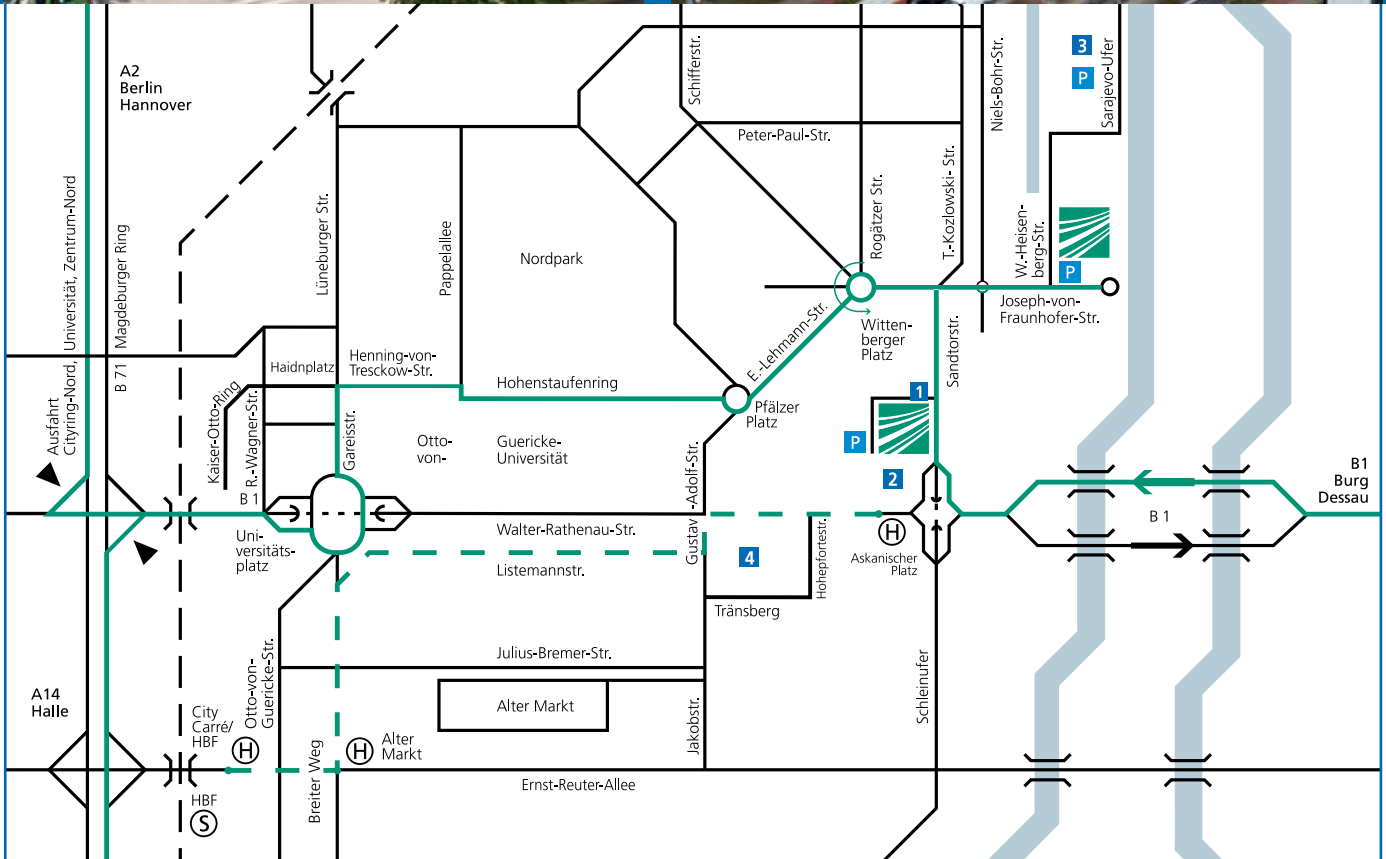 A2
Berlin
Hannover
Ausfahrt
Cityring-Nord, Universität, Zentrum-Nord
B 71 Magdeburger Ring
Lüneburger Str.
Pappelallee
Nordpark
Schifferstr.
Peter-Paul-Str.
Rogätzer Str.
T.-Kozlowski- Str.
Niels-Bohr-Str.
3
P
Sarajevo-Ufer
W.-Heisen-
berg-Str.
P
Joseph-von-
Fraunhofer-Str.
Witten-
berger
Platz
E.-Lehmann-Str.
Sandtorstr.
Haidnplatz
Henning-von-
Tresckow-Str.
Hohenstaufenring
Pfälzer
Platz
Kaiser-Otto-Ring
R.-Wagner-Str.
Gareisstr.
Otto-
von-
Guericke-
Universität
1
P
2
B 1
Uni-
versitäts-
platz
Walter-Rathenau-Str.
Gustav -Adolf-Str.
Listemannstr.
4
Hohepfortestr.
Tränsberg
H
Askanischer
Platz
B 1
B1
Burg
Dessau
Otto-von-
Guericke-Str.
Julius-Bremer-Str.
Alter Markt
Jakobstr.
Schleinufer
A14
Halle
City
Carré/
HBF
H
H
Alter
Markt
HBF
S
Breiter Weg
Ernst-Reuter-Allee